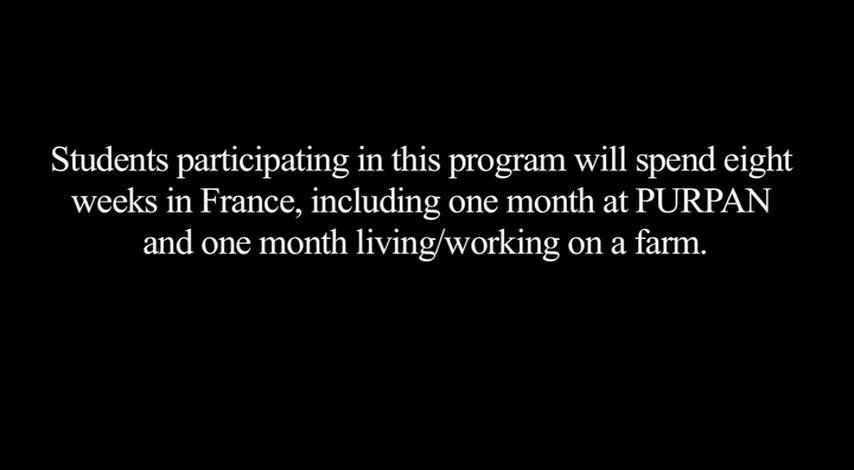 Students participating in this program will spend eight
weeks in France, including one month at PURPAN
and one month living/working on a farm.